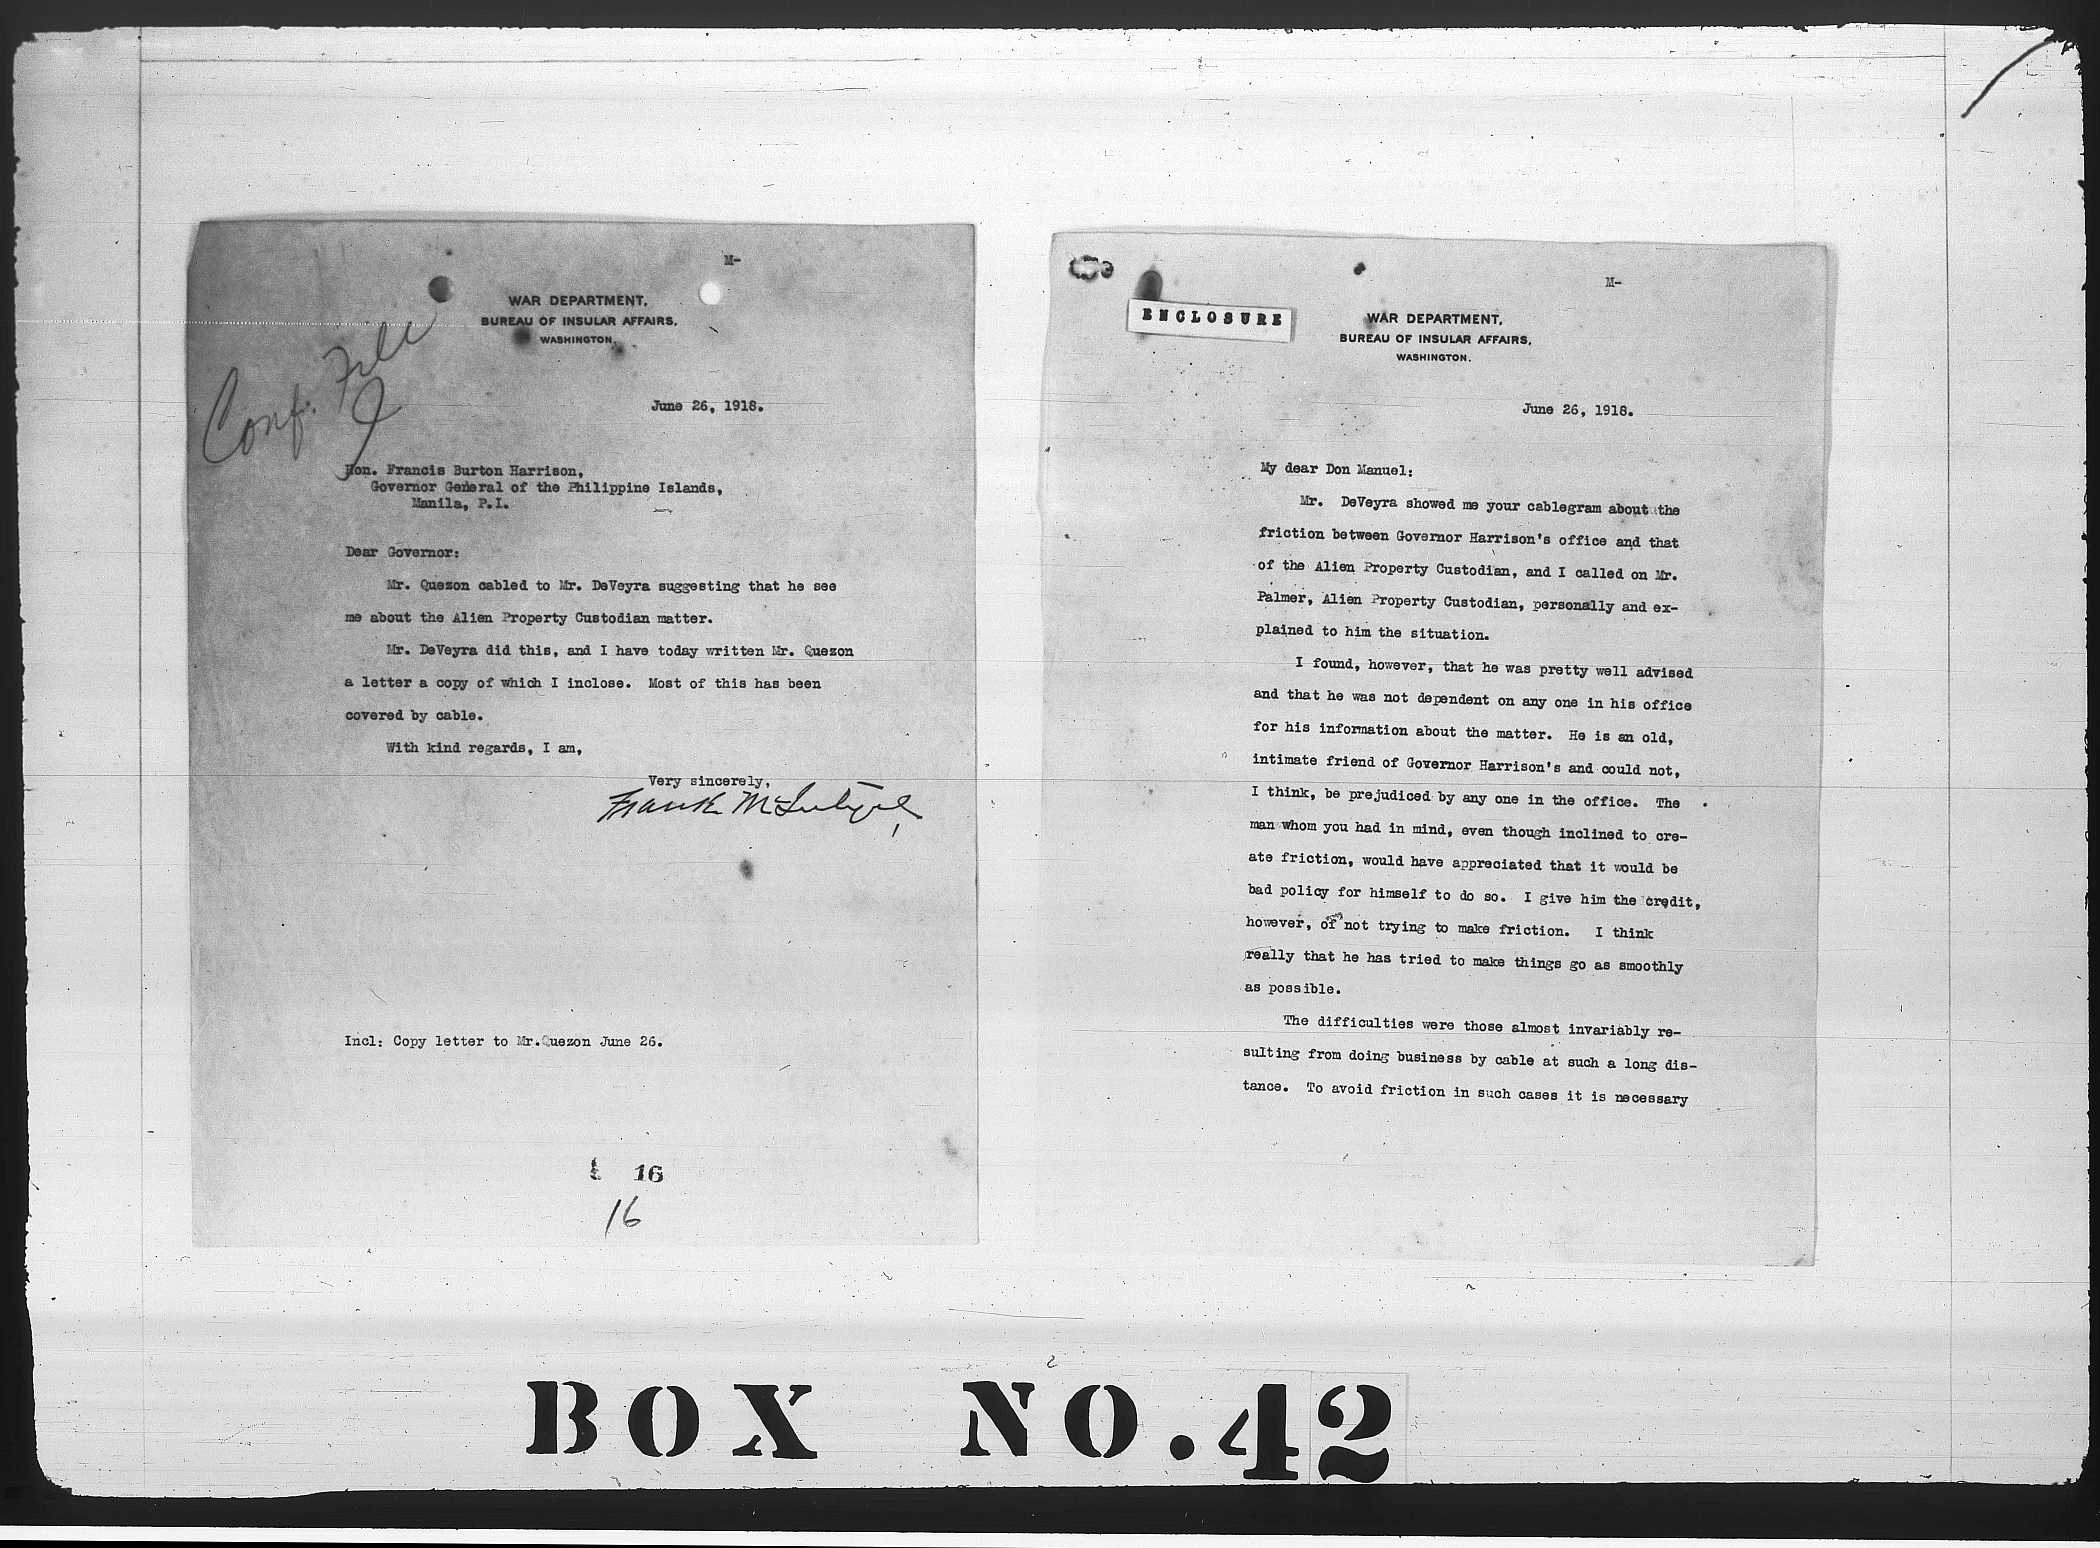 M-
WAR DEPARTMENT,
BUREAU OF INSULAR AFFAIRS,
WASHINGTON.
Conf. File
June 26, 1918.
Hon. Francis Burton Harrison,
Governor General of the Philippine Islands,
Manila, P.I.
Dear Governor:
Mr. Quezon cabled to Mr. DeVeyra suggesting that he see
me about the Alien Property Custodian matter.
Mr. DeVeyra did this, and I have today written Mr. Quezon
a letter a copy of which I inclose. Most of this has been
covered by cable.
With kind regards, I am,
Very sincerely,
Frank McIntyre
Incl: Copy letter to Mr.Quezon June 26.
16
16
M-
ENCLOSURE
WAR DEPARTMENT,
BUREAU OF INSULAR AFFAIRS,
WASHINGTON.
June 26, 1918.
My dear Don Manuel:
Mr. DeVeyra showed me your cablegram about the
friction between Governor Harrison's office and that
of the Alien Property Custodian, and I called on Mr.
Palmer, Alien Property Custodian, personally and ex-
plained to him the situation.
I found, however, that he was pretty well advised
and that he was not dependent on any one in his office
for his information about the matter. He is an old,
intimate friend of Governor Harrison's and could not,
I think, be prejudiced by any one in the office. The
man whom you had in mind, even though inclined to cre-
ate friction, would have appreciated that it would be
bad policy for himself to do so. I give him the credit,
however, of not trying to make friction. I think
really that he has tried to make things go as smoothly
as possible.
The difficulties were those almost invariably re-
sulting from doing business by cable at such a long dis-
tance. To avoid friction in such cases it is necessary
BOX NO.42